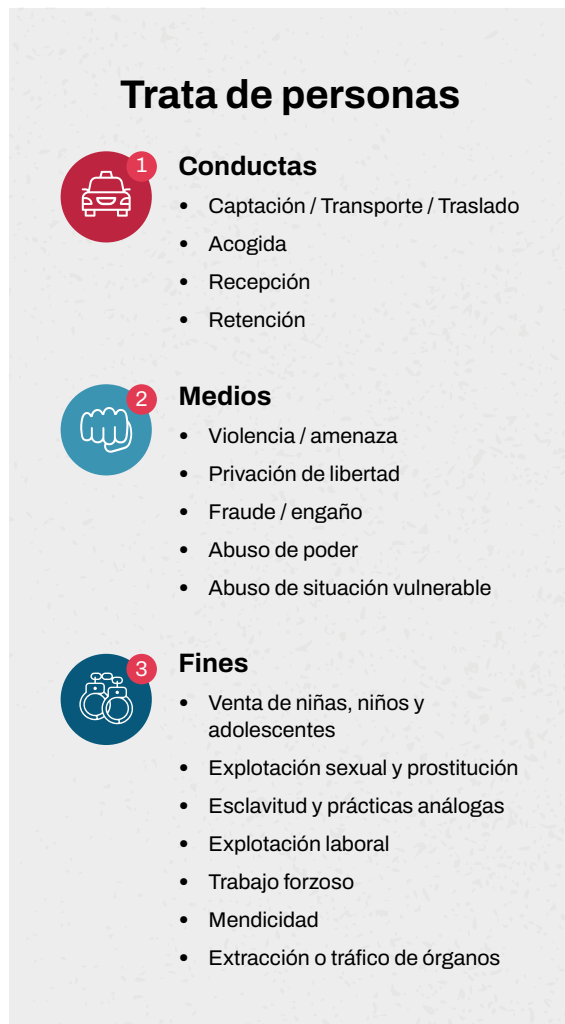 Trata de personas
1
Conductas
• Captación / Transporte / Traslado
• Acogida
• Recepción
• Retención
2
Medios
• Violencia / amenaza
• Privación de libertad
• Fraude / engaño
• Abuso de poder
• Abuso de situación vulnerable
3
Fines
• Venta de niñas, niños y
adolescentes
• Explotación sexual y prostitución
• Esclavitud y prácticas análogas
• Explotación laboral
• Trabajo forzoso
• Mendicidad
• Extracción o tráfico de órganos